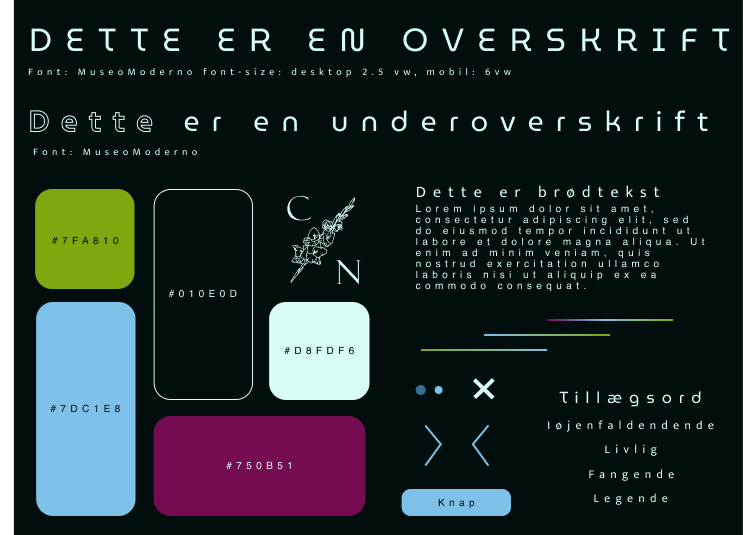 DETTE ER EN OVERSKRIFT
Font: MuseoModerno font-size: desktop 2.5 vw, mobil: 6vw
Dette er en underoverskrift
Font: MuseoModerno
#7FA810
#010E0D
C
N
#7DC1E8
#D8FDF6
#750B51
Dette er brødtekst
Lorem ipsum dolor sit amet,
consectetur adipiscing elit, sed
do eiusmod tempor incididunt ut
labore et dolore magna aliqua. Ut
enim ad minim veniam, quis
nostrud exercitation ullamco
laboris nisi ut aliquip ex ea
commodo consequat.
Knap
Tillægsord
Iøjenfaldendende
Livlig
Fangende
Legende